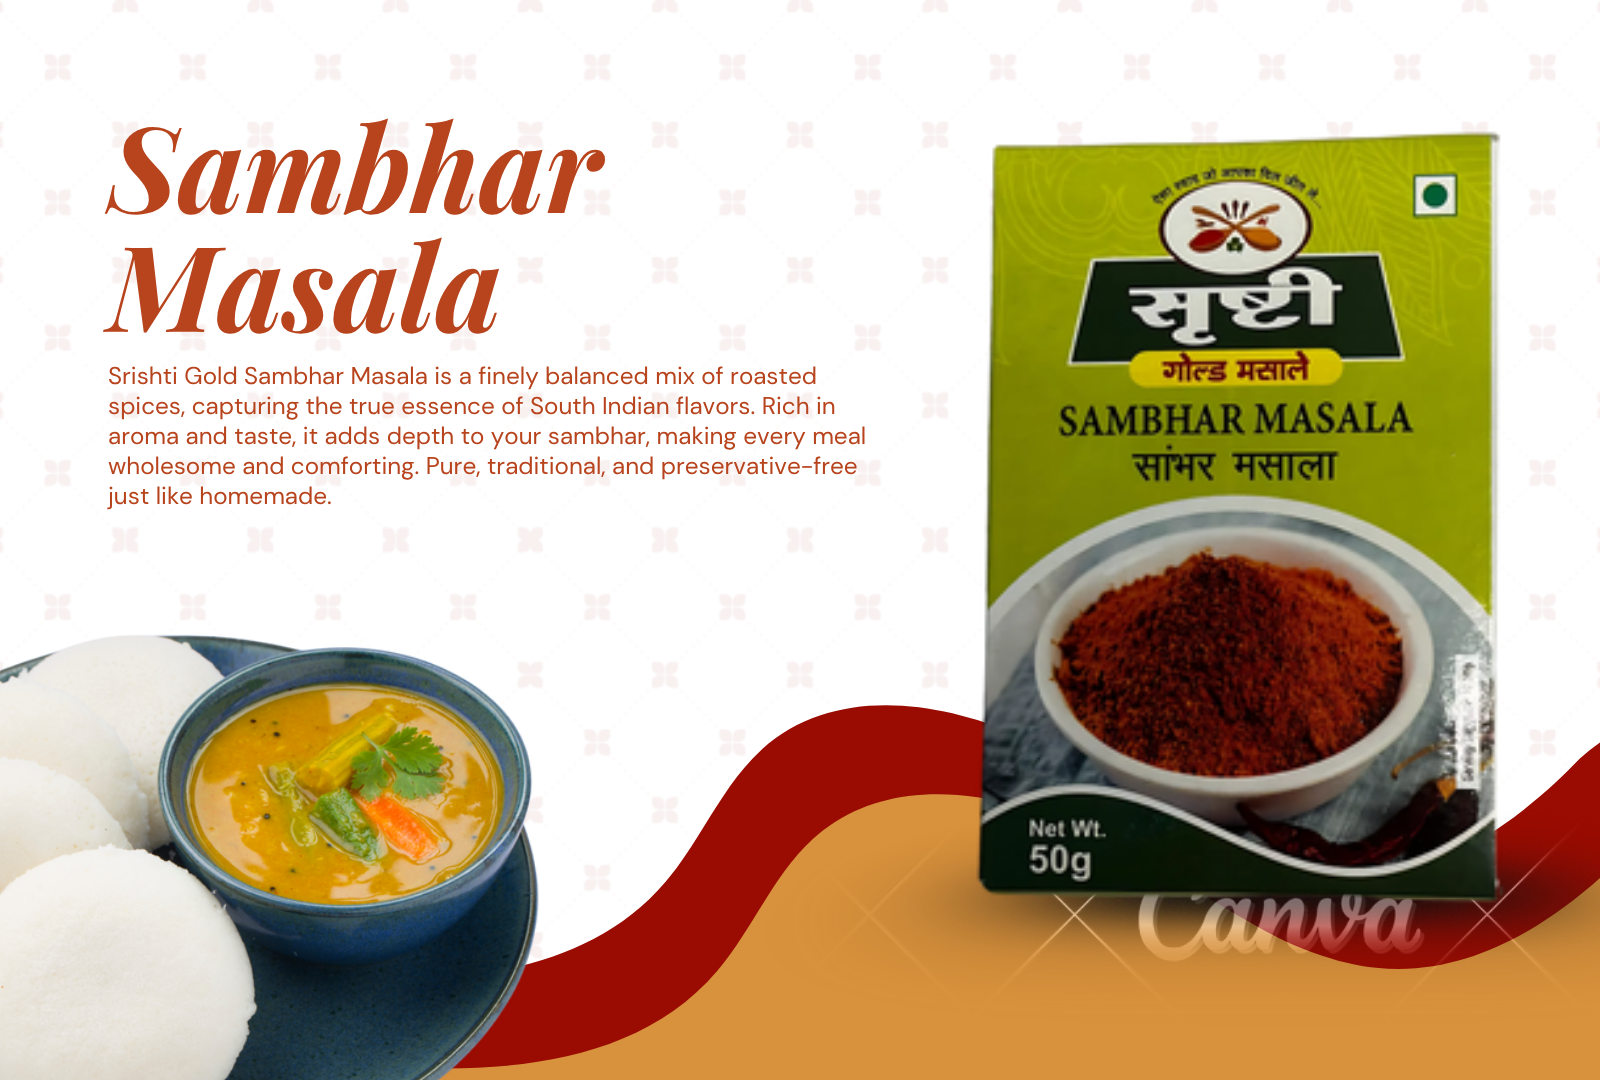 Sambhar
Masala
Srishti Gold Sambhar Masala is a finely balanced mix of roasted
spices, capturing the true essence of South Indian flavors. Rich in
aroma and taste, it adds depth to your sambhar, making every meal
wholesome and comforting. Pure, traditional, and preservative-free
just like homemade.
ऐसा स्वाद जो आपका दिल जीत ले...
सृष्टी
गोल्ड मसाले
SAMBHAR MASALA
सांभर मसाला
Net Wt.
50g
Canva